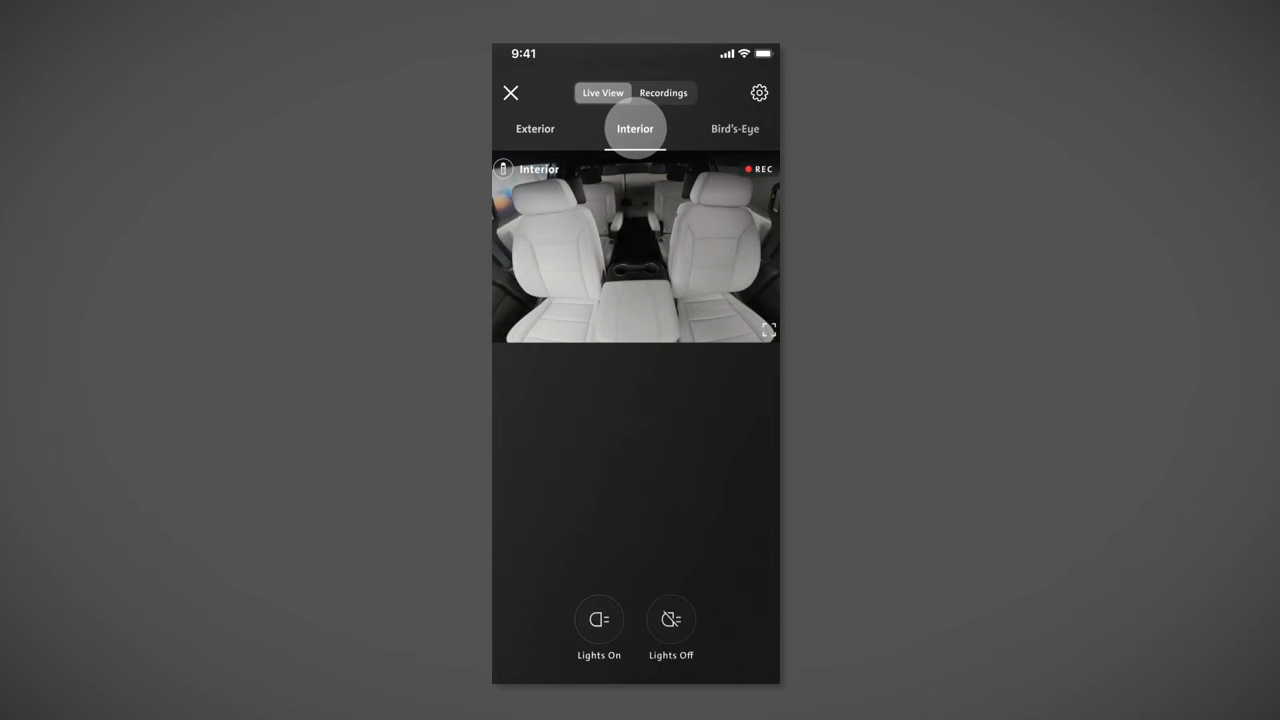 9:41
Live View Recordings
Exterior Interior Bird's-Eye
Interior REC
Lights On Lights Off